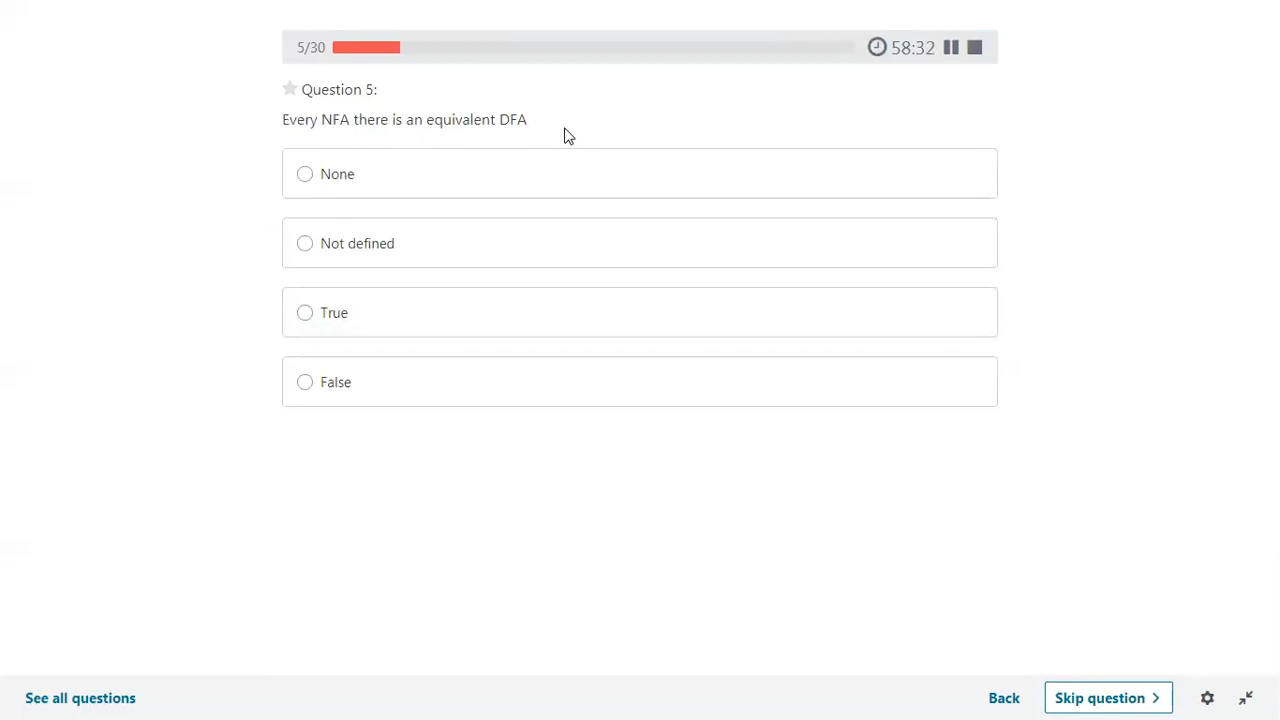 5/30
58:32
Question 5:
Every NFA there is an equivalent DFA
None
Not defined
True
False
See all questions
Back
Skip question